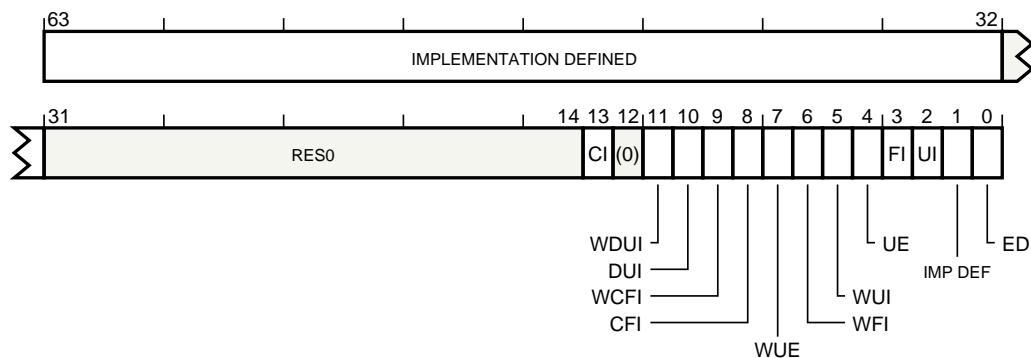 63 32
IMPLEMENTATION DEFINED
31 14 13 12 11 10 9 8 7 6 5 4 3 2 1 0
RES0 CI (0) FI UI
WDUI UE ED
DUI IMP DEF
WCFI WUI
CFI WFI
WUE